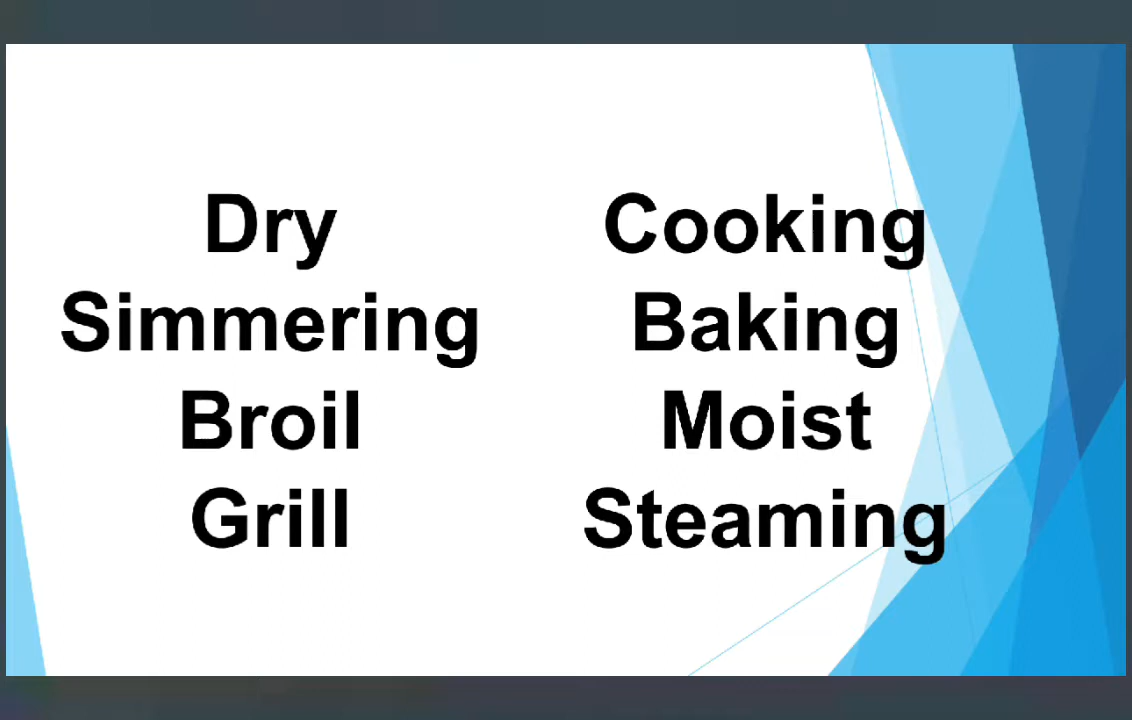 Dry
Simmering
Broil
Grill
Cooking
Baking
Moist
Steaming